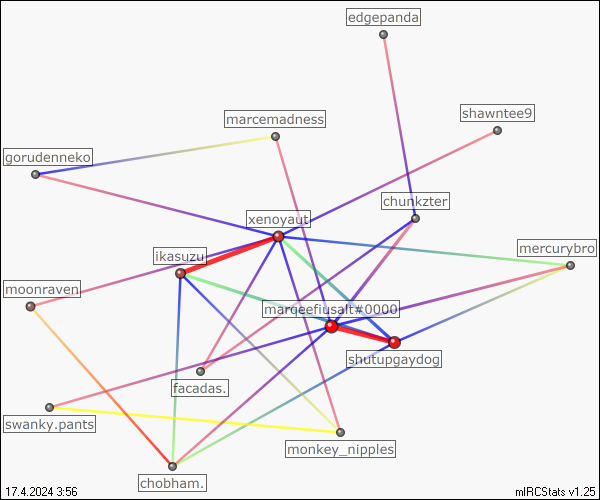 edgepanda
shawntee9
marcemadness
gorudenneko
chunkzter
xenoyaut
mercurybro
ikasuzu
moonraven
marqeefiusalt#0000
shutupgaydog
facadas.
swanky.pants
monkey_nipples
chobham.
17.4.2024 3:56
mIRCStats v1.25